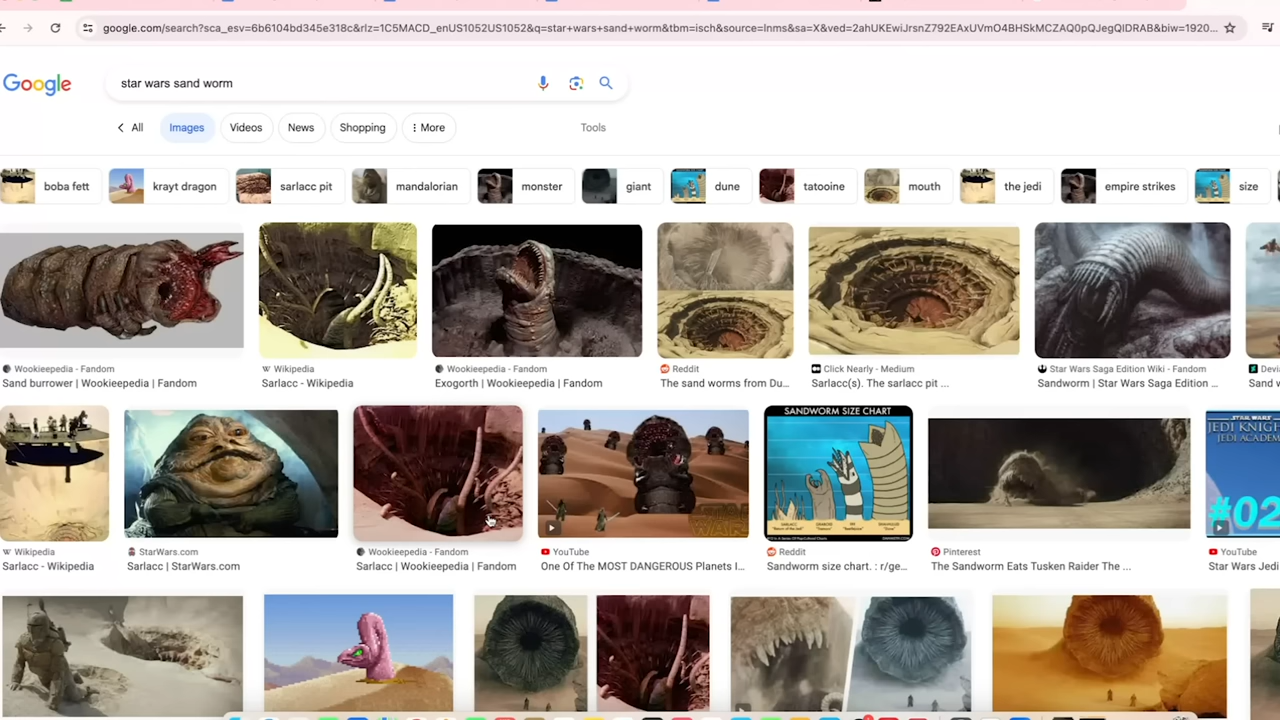 google.com/search?sca_esv=6b6104bd345e318c&rlz=1C5MACD_enUS1052US1052&q=star+wars+sand+worm&tbm=isch&source=lnms&sa=X&ved=2ahUKEwiJrsnZ792EAxUVmO4BHSkMCZAQ0pQJegQIDRAB&biw=1920...
Google
star wars sand worm
All Images Videos News Shopping More Tools
boba fett krayt dragon sarlacc pit mandalorian monster giant dune tatooine mouth the jedi empire strikes size
Wookieepedia - Fandom
Sand burrower | Wookieepedia | Fandom
Wikipedia
Sarlacc - Wikipedia
Wookieepedia - Fandom
Exogorth | Wookieepedia | Fandom
Reddit
The sand worms from Du...
Click Nearly - Medium
Sarlacc(s). The sarlacc pit ...
Star Wars Saga Edition Wiki - Fandom
Sandworm | Star Wars Saga Edition ...
Sand
SANDWORM SIZE CHART
STAR WARS
JEDI KNIGH
JEDI ACADEM
#02
Wikipedia
Sarlacc - Wikipedia
StarWars.com
Sarlacc | StarWars.com
Wookieepedia - Fandom
Sarlacc | Wookieepedia | Fandom
YouTube
One Of The MOST DANGEROUS Planets I...
Reddit
Sandworm size chart. : r/ge...
Pinterest
The Sandworm Eats Tusken Raider The ...
YouTube
Star Wars Jedi